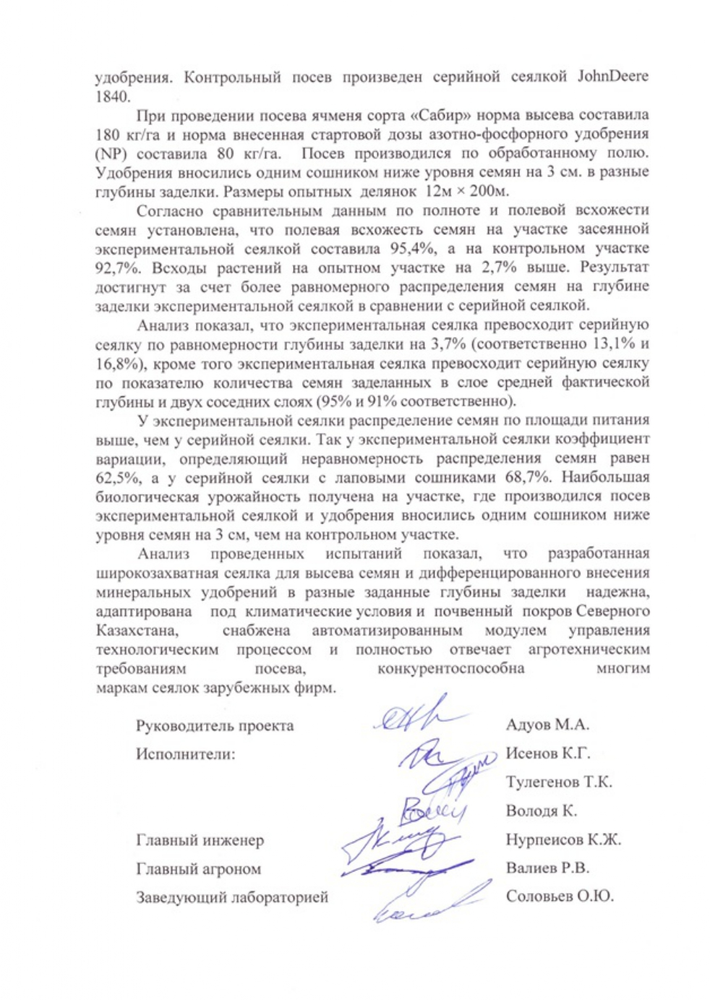 удобрения. Контрольный посев произведен серийной сеялкой JohnDeere
1840.
При проведении посева ячменя сорта «Сабир» норма высева составила
180 кг/га и норма внесенная стартовой дозы азотно-фосфорного удобрения
(NP) составила 80 кг/га. Посев производился по обработанному полю.
Удобрения вносились одним сошником ниже уровня семян на 3 см. в разные
глубины заделки. Размеры опытных делянок 12м × 200м.
Согласно сравнительным данным по полноте и полевой всхожести
семян установлена, что полевая всхожесть семян на участке засеянной
экспериментальной сеялкой составила 95,4%, а на контрольном участке
92,7%. Всходы растений на опытном участке на 2,7% выше. Результат
достигнут за счет более равномерного распределения семян на глубине
заделки экспериментальной сеялкой в сравнении с серийной сеялкой.
Анализ показал, что экспериментальная сеялка превосходит серийную
сеялку по равномерности глубины заделки на 3,7% (соответственно 13,1% и
16,8%), кроме того экспериментальная сеялка превосходит серийную сеялку
по показателю количества семян заделанных в слое средней фактической
глубины и двух соседних слоях (95% и 91% соответственно).
У экспериментальной сеялки распределение семян по площади питания
выше, чем у серийной сеялки. Так у экспериментальной сеялки коэффициент
вариации, определяющий неравномерность распределения семян равен
62,5%, а у серийной сеялки с лаповыми сошниками 68,7%. Наибольшая
биологическая урожайность получена на участке, где производился посев
экспериментальной сеялкой и удобрения вносились одним сошником ниже
уровня семян на 3 см, чем на контрольном участке.
Анализ проведенных испытаний показал, что разработанная
широкозахватная сеялка для высева семян и дифференцированного внесения
минеральных удобрений в разные заданные глубины заделки надежна,
адаптирована под климатические условия и почвенный покров Северного
Казахстана, снабжена автоматизированным модулем управления
технологическим процессом и полностью отвечает агротехническим
требованиям посева, конкурентоспособна многим
маркам сеялок зарубежных фирм.
Руководитель проекта Адуов М.А.
Исполнители: Исенов К.Г.
Тулегенов Т.К.
Володя К.
Главный инженер Нурпеисов К.Ж.
Главный агроном Валиев Р.В.
Заведующий лабораторией Соловьев О.Ю.